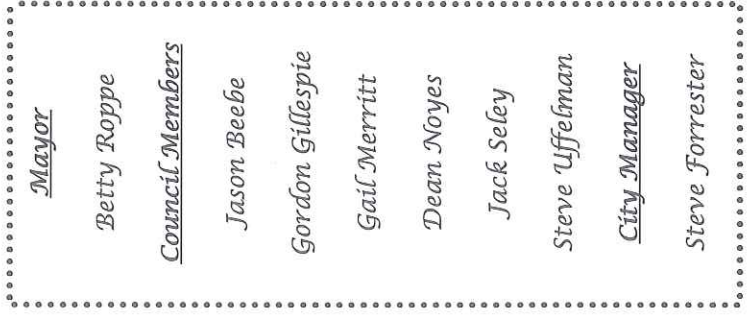 Mayor
Betty Roppe
Council Members
Jason Beebe
Gordon Gillespie
Gail Merritt
Dean Noyes
Jack Seley
Steve Uffelman
City Manager
Steve Forrester